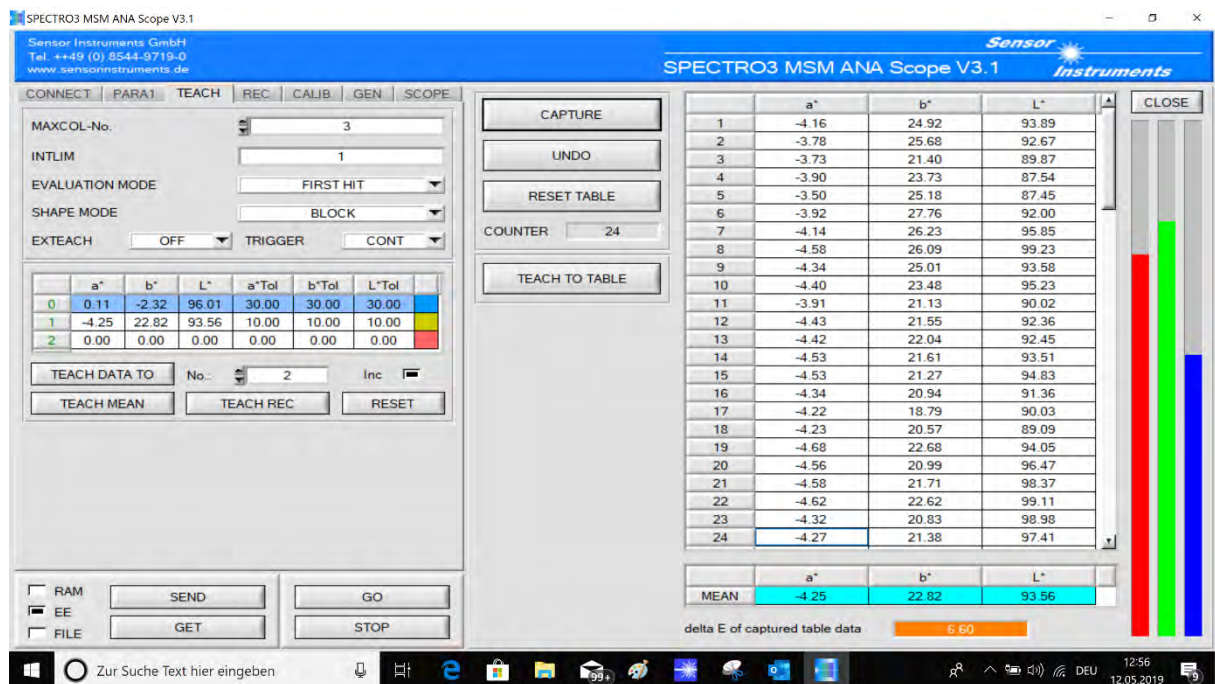 SPECTRO3 MSM ANA Scope V3.1
Sensor Instruments GmbH
Tel. ++49 (0) 8544-9719-0
www.sensorinstruments.de
Sensor
Instruments
SPECTRO3 MSM ANA Scope V3.1
CONNECT PARA1 TEACH REC CALIB GEN SCOPE
MAXCOL-No. 3
INTLIM 1
EVALUATION MODE FIRST HIT
SHAPE MODE BLOCK
EXTEACH OFF TRIGGER CONT
a* b* L* a*Tol b*Tol L*Tol
0 0.11 -2.32 96.01 30.00 30.00 30.00
1 -4.25 22.82 93.56 10.00 10.00 10.00
2 0.00 0.00 0.00 0.00 0.00 0.00
TEACH DATA TO No.: 2 Inc
TEACH MEAN TEACH REC RESET
RAM
EE
FILE
SEND GO
GET STOP
CAPTURE
UNDO
RESET TABLE
COUNTER 24
TEACH TO TABLE
a* b* L*
1 -4.16 24.92 93.89
2 -3.78 25.68 92.67
3 -3.73 21.40 89.87
4 -3.90 23.73 87.54
5 -3.50 25.18 87.45
6 -3.92 27.76 92.00
7 -4.14 26.23 95.85
8 -4.58 26.09 99.23
9 -4.34 25.01 93.58
10 -4.40 23.48 95.23
11 -3.91 21.13 90.02
12 -4.43 21.55 92.36
13 -4.42 22.04 92.45
14 -4.53 21.61 93.51
15 -4.53 21.27 94.83
16 -4.34 20.94 91.36
17 -4.22 18.79 90.03
18 -4.23 20.57 89.09
19 -4.68 22.68 94.05
20 -4.56 20.99 96.47
21 -4.58 21.71 98.37
22 -4.62 22.62 99.11
23 -4.32 20.83 98.98
24 -4.27 21.38 97.41
a* b* L*
MEAN -4.25 22.82 93.56
delta E of captured table data 6.60
CLOSE
Zur Suche Text hier eingeben
99+
DEU
12:56
12.05.2019
9